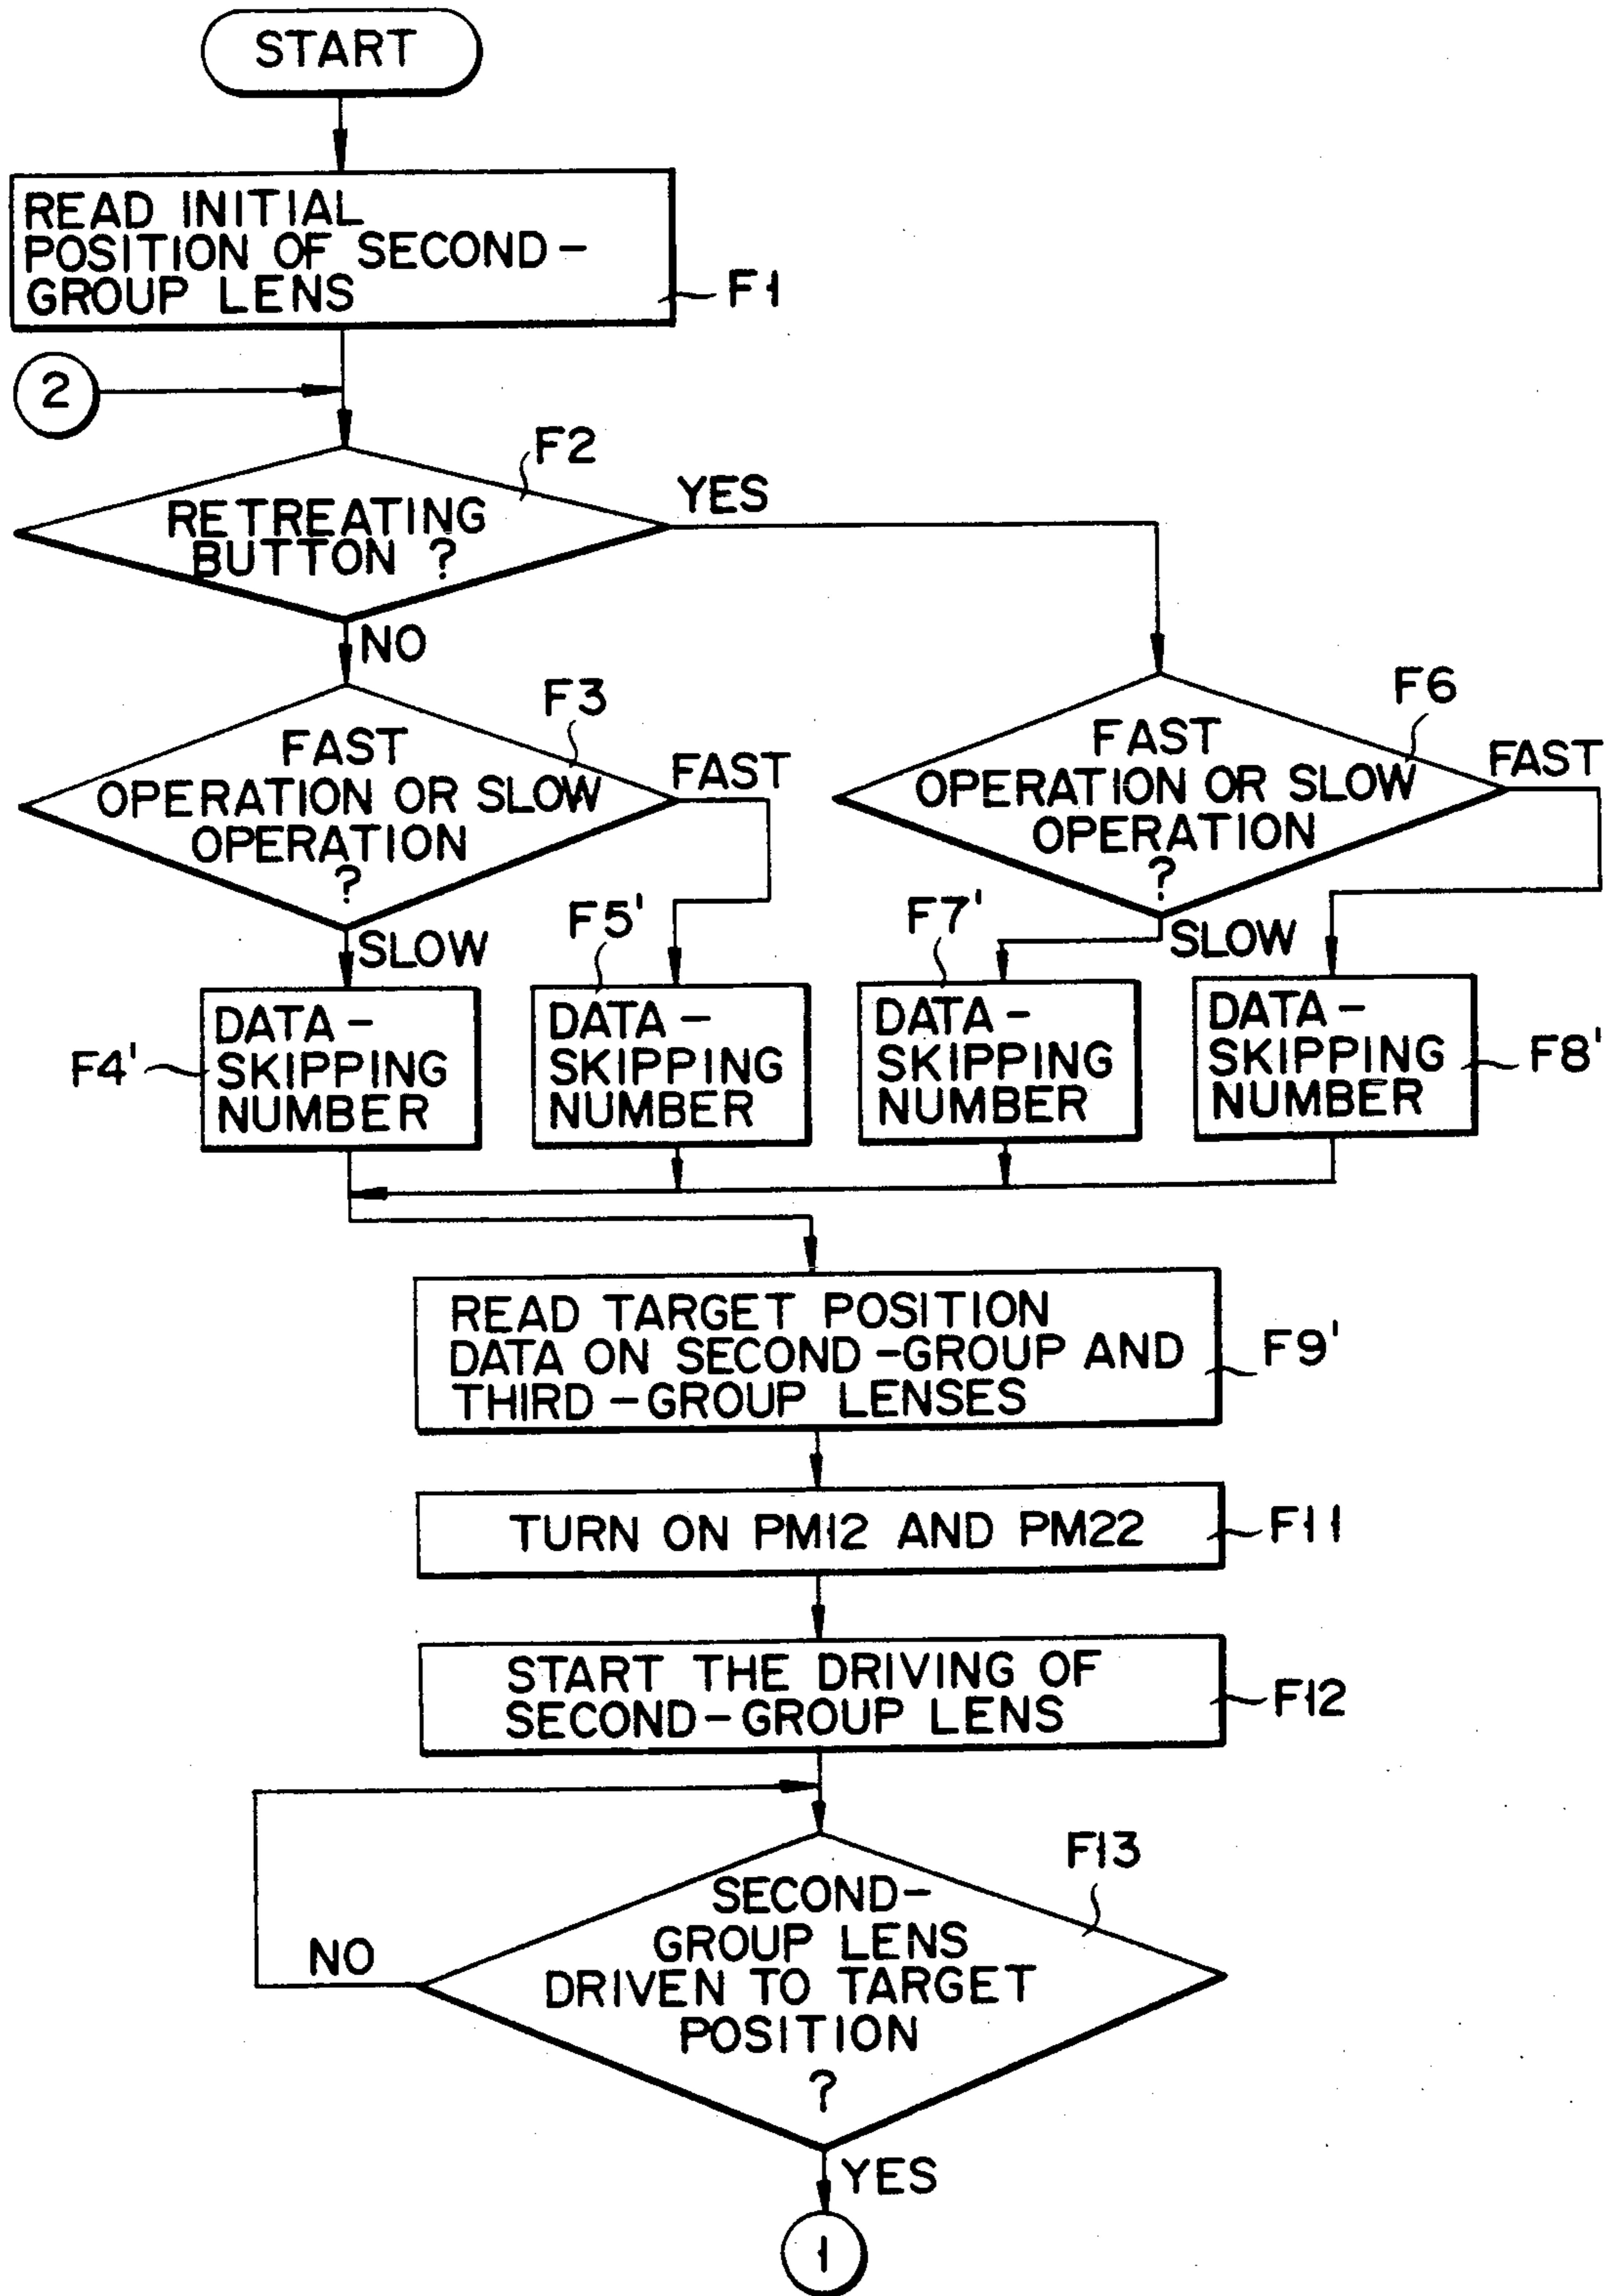 START
READ INITIAL
POSITION OF SECOND-
GROUP LENS
F1
2
F2
RETREATING
BUTTON ?
YES
NO
F3
FAST
OPERATION OR SLOW
OPERATION
?
FAST
SLOW
F6
FAST
OPERATION OR SLOW
OPERATION
?
FAST
SLOW
F4'
DATA-
SKIPPING
NUMBER
F5'
DATA-
SKIPPING
NUMBER
F7'
DATA-
SKIPPING
NUMBER
F8'
DATA-
SKIPPING
NUMBER
READ TARGET POSITION
DATA ON SECOND-GROUP AND
THIRD-GROUP LENSES
F9'
TURN ON PM12 AND PM22
F11
START THE DRIVING OF
SECOND-GROUP LENS
F12
F13
SECOND-
GROUP LENS
DRIVEN TO TARGET
POSITION
?
NO
YES
1